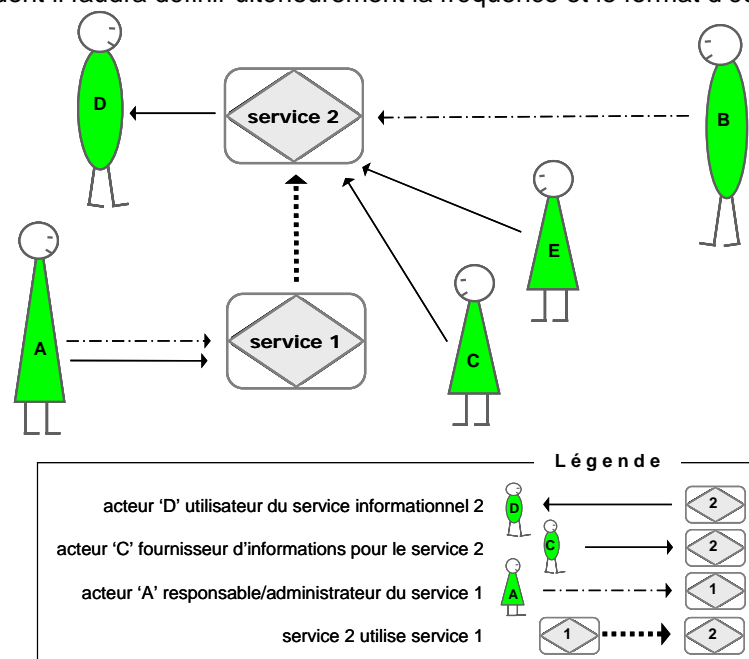 D
service 2
B
E
A
service 1
C
Légende
acteur ‘D’ utilisateur du service informationnel 2
D
2
acteur ‘C’ fournisseur d’informations pour le service 2
C
2
acteur ‘A’ responsable/administrateur du service 1
A
1
service 2 utilise service 1
1
2